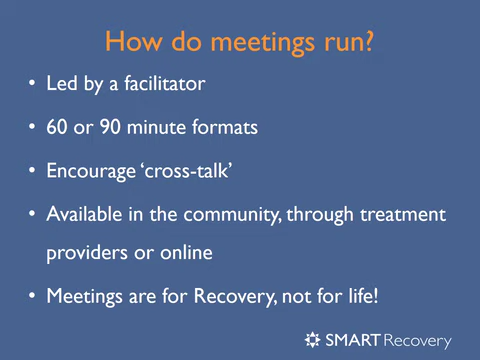 How do meetings run?
• Led by a facilitator
• 60 or 90 minute formats
• Encourage ‘cross-talk’
• Available in the community, through treatment
providers or online
• Meetings are for Recovery, not for life!
SMART Recovery